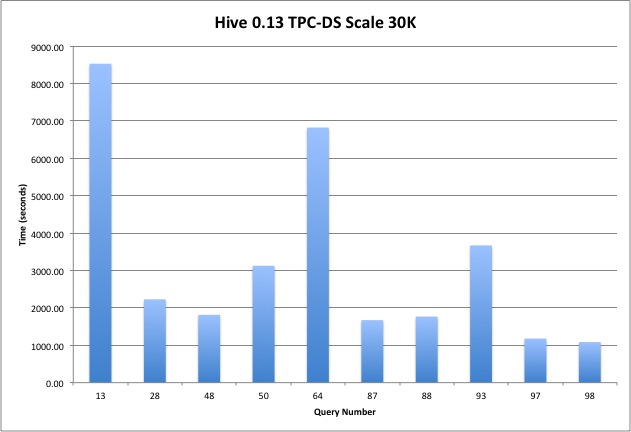 Hive 0.13 TPC-DS Scale 30K
9000.00
8000.00
7000.00
6000.00
5000.00
4000.00
3000.00
2000.00
1000.00
0.00
Time (seconds)
13 28 48 50 64 87 88 93 97 98
Query Number